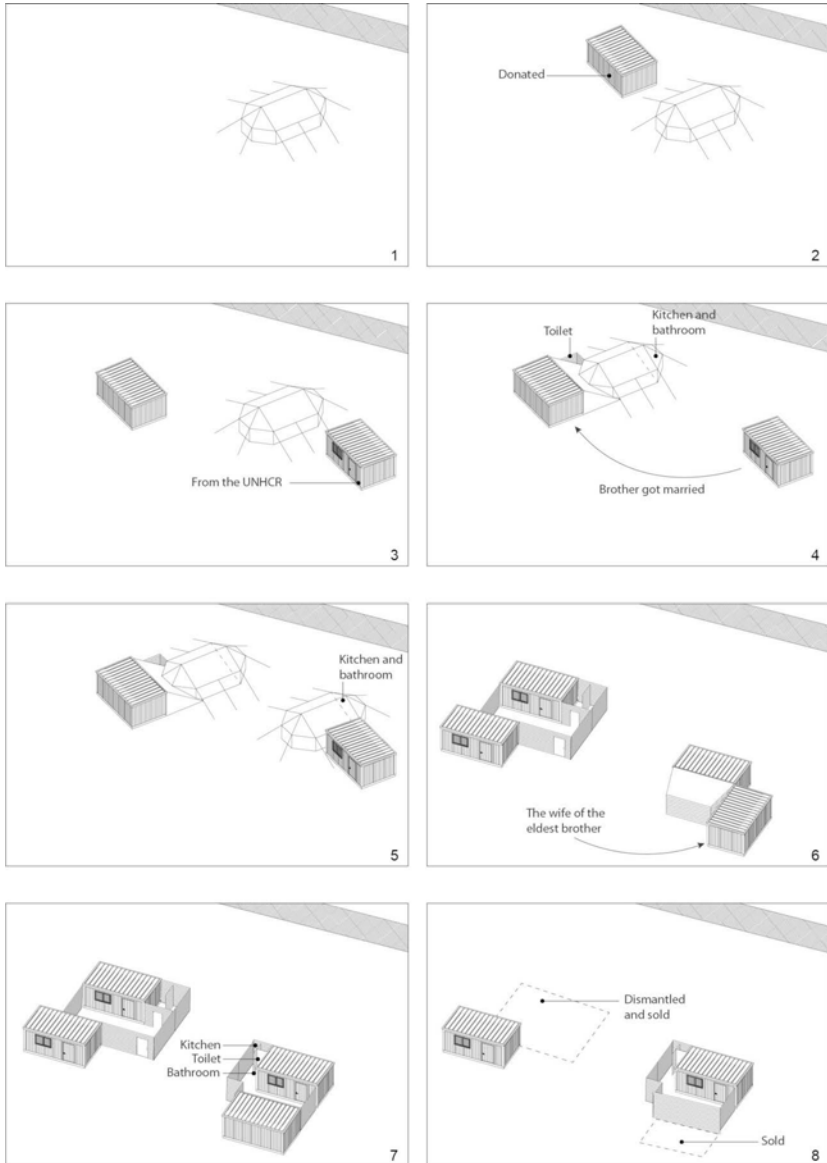 1
Donated
2
From the UNHCR
3
Toilet
Kitchen and
bathroom
Brother got married
4
Kitchen and
bathroom
5
The wife of the
eldest brother
6
Kitchen
Toilet
Bathroom
7
Dismantled
and sold
Sold
8